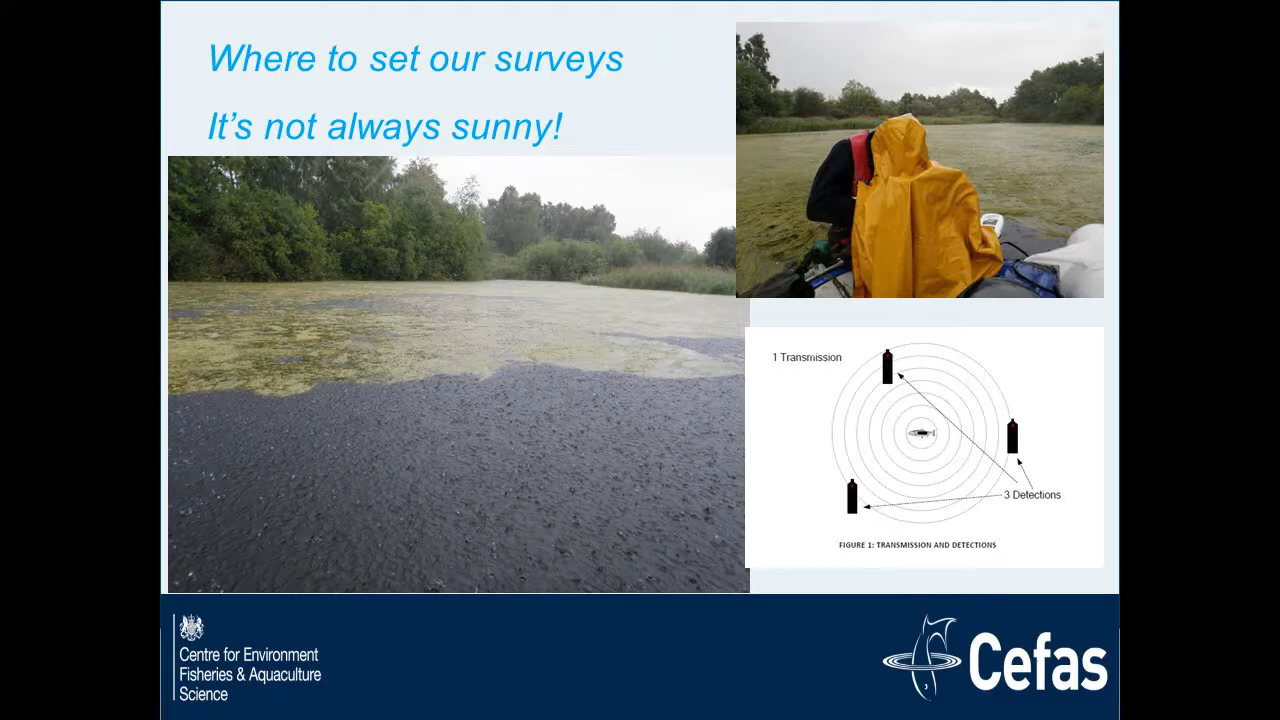 Where to set our surveys
It's not always sunny!
1 Transmission
3 Detections
FIGURE 1: TRANSMISSION AND DETECTIONS
Centre for Environment
Fisheries & Aquaculture
Science
Cefas